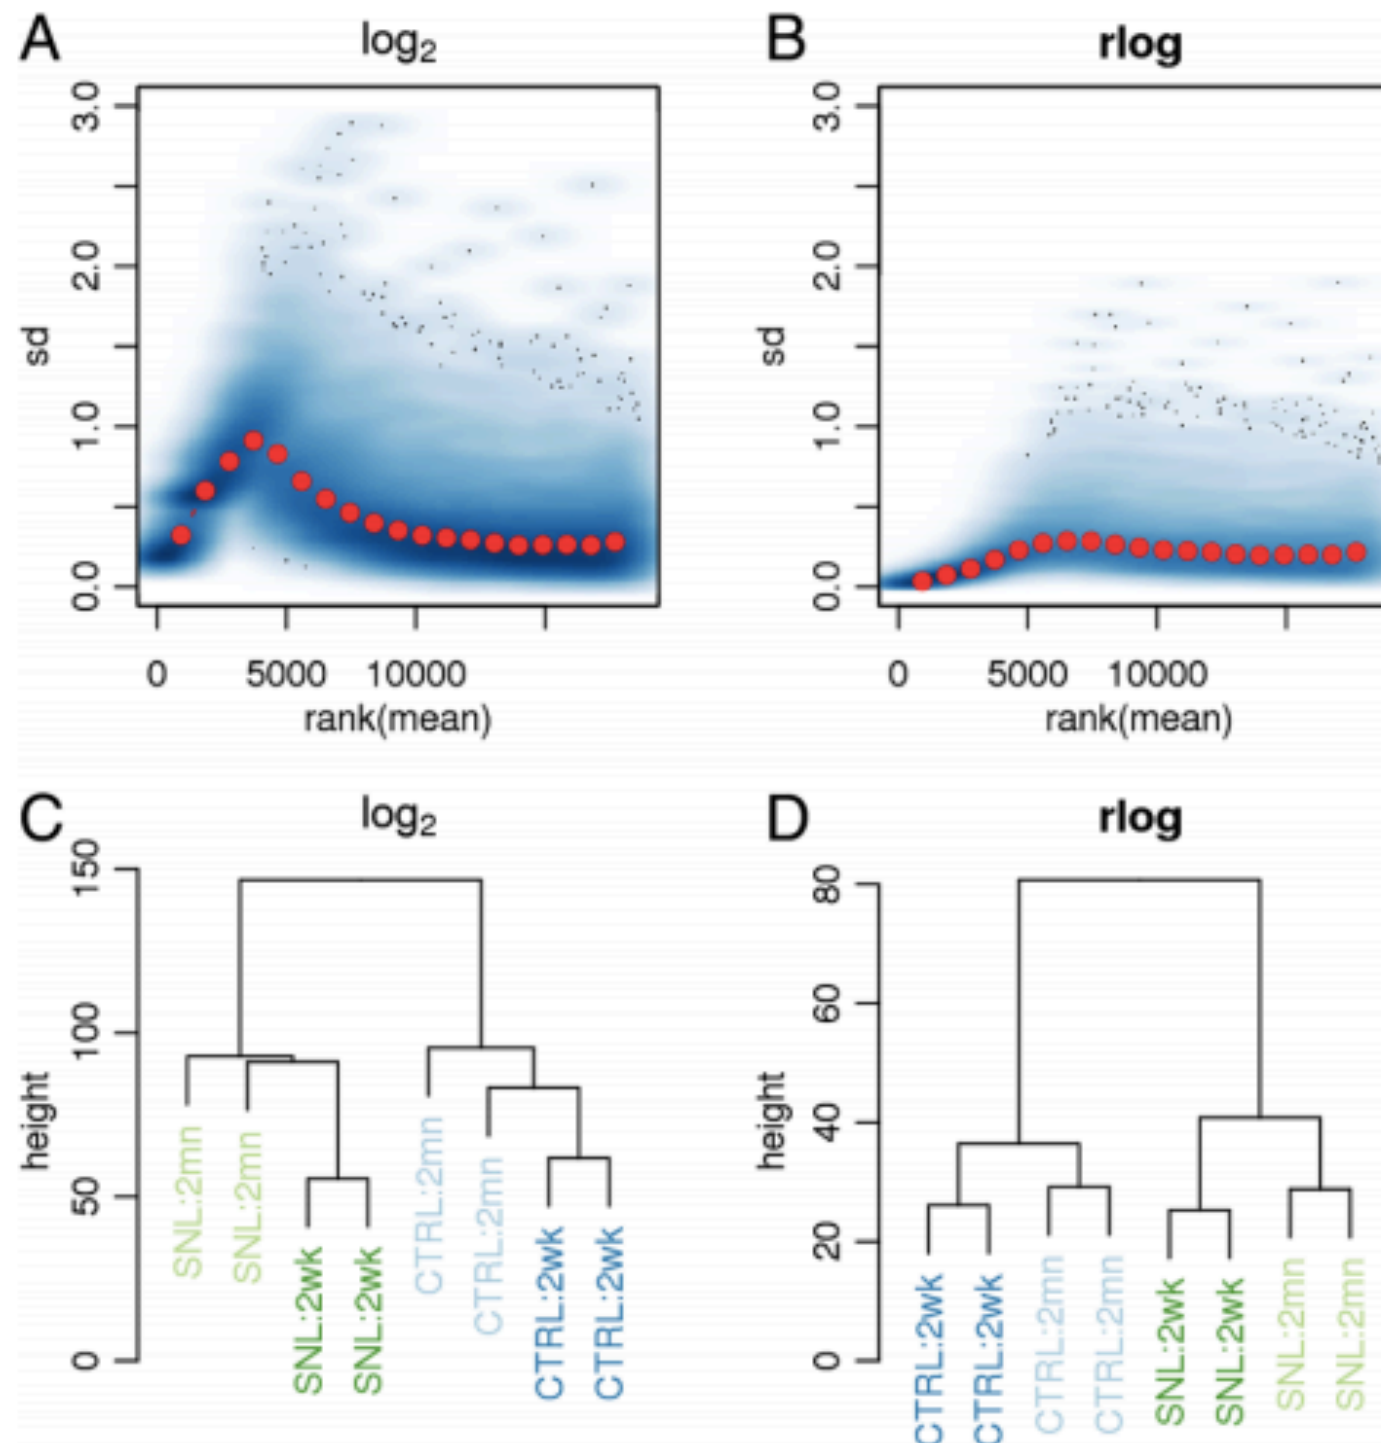 A
log2
B
rlog
3.0
2.0
1.0
0.0
sd
0
5000
10000
rank(mean)
3.0
2.0
1.0
0.0
sd
0
5000
10000
rank(mean)
C
log2
D
rlog
150
100
50
0
height
SNL:2mn
SNL:2mn
SNL:2wk
SNL:2wk
CTRL:2mn
CTRL:2mn
CTRL:2wk
CTRL:2wk
80
60
40
20
0
height
CTRL:2wk
CTRL:2wk
CTRL:2mn
CTRL:2mn
SNL:2wk
SNL:2wk
SNL:2mn
SNL:2mn